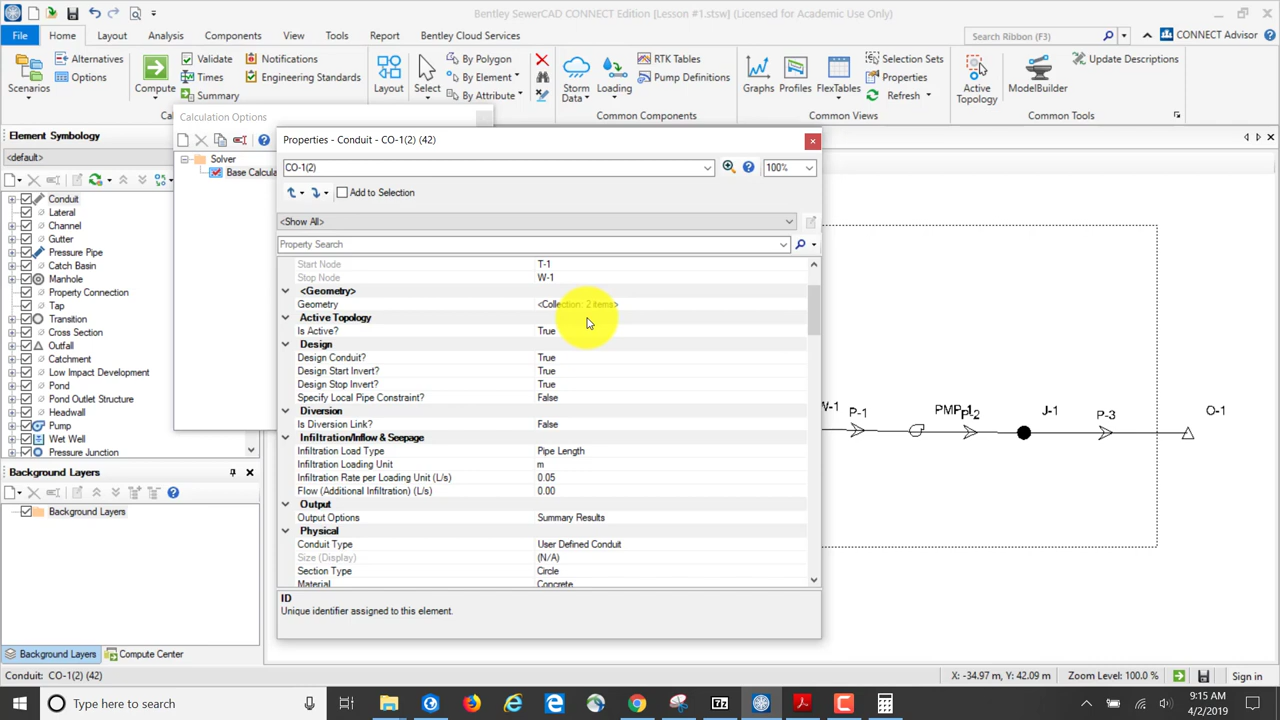 Bentley SewerCAD CONNECT Edition [Lesson #1.stsw] (Licensed for Academic Use Only)
File Home Layout Analysis Components View Tools Report Bentley Cloud Services
Search Ribbon (F3) CONNECT Advisor
Scenarios
Alternatives
Options
Compute
Validate
Times
Summary
Notifications
Engineering Standards
Layout
Select
By Polygon
By Element
By Attribute
Storm Data
Loading
RTK Tables
Pump Definitions
Common Components
Graphs
Profiles
FlexTables
Selection Sets
Properties
Refresh
Common Views
Active Topology
ModelBuilder
Update Descriptions
Common Tools
Element Symbology
<default>
Conduit
Lateral
Channel
Gutter
Pressure Pipe
Catch Basin
Manhole
Property Connection
Tap
Transition
Cross Section
Outfall
Catchment
Low Impact Development
Pond
Pond Outlet Structure
Headwall
Pump
Wet Well
Pressure Junction
Background Layers
Background Layers
Background Layers Compute Center
Calculation Options
Solver
Base Calcula
Properties - Conduit - CO-1(2) (42)
CO-1(2)
100%
Add to Selection
<Show All>
Property Search
Start Node T-1
Stop Node W-1
<Geometry>
Geometry <Collection: 2 items>
Active Topology
Is Active? True
Design
Design Conduit? True
Design Start Invert? True
Design Stop Invert? True
Specify Local Pipe Constraint? False
Diversion
Is Diversion Link? False
Infiltration/Inflow & Seepage
Infiltration Load Type Pipe Length
Infiltration Loading Unit m
Infiltration Rate per Loading Unit (L/s) 0.05
Flow (Additional Infiltration) (L/s) 0.00
Output
Output Options Summary Results
Physical
Conduit Type User Defined Conduit
Size (Display) (N/A)
Section Type Circle
Material Concrete
ID
Unique identifier assigned to this element.
W-1 P-1 PMP-1 P-2 J-1 P-3 O-1
Conduit: CO-1(2) (42)
X: -34.97 m, Y: 42.09 m Zoom Level: 100.0 % Sign in
Type here to search
9:15 AM
4/2/2019